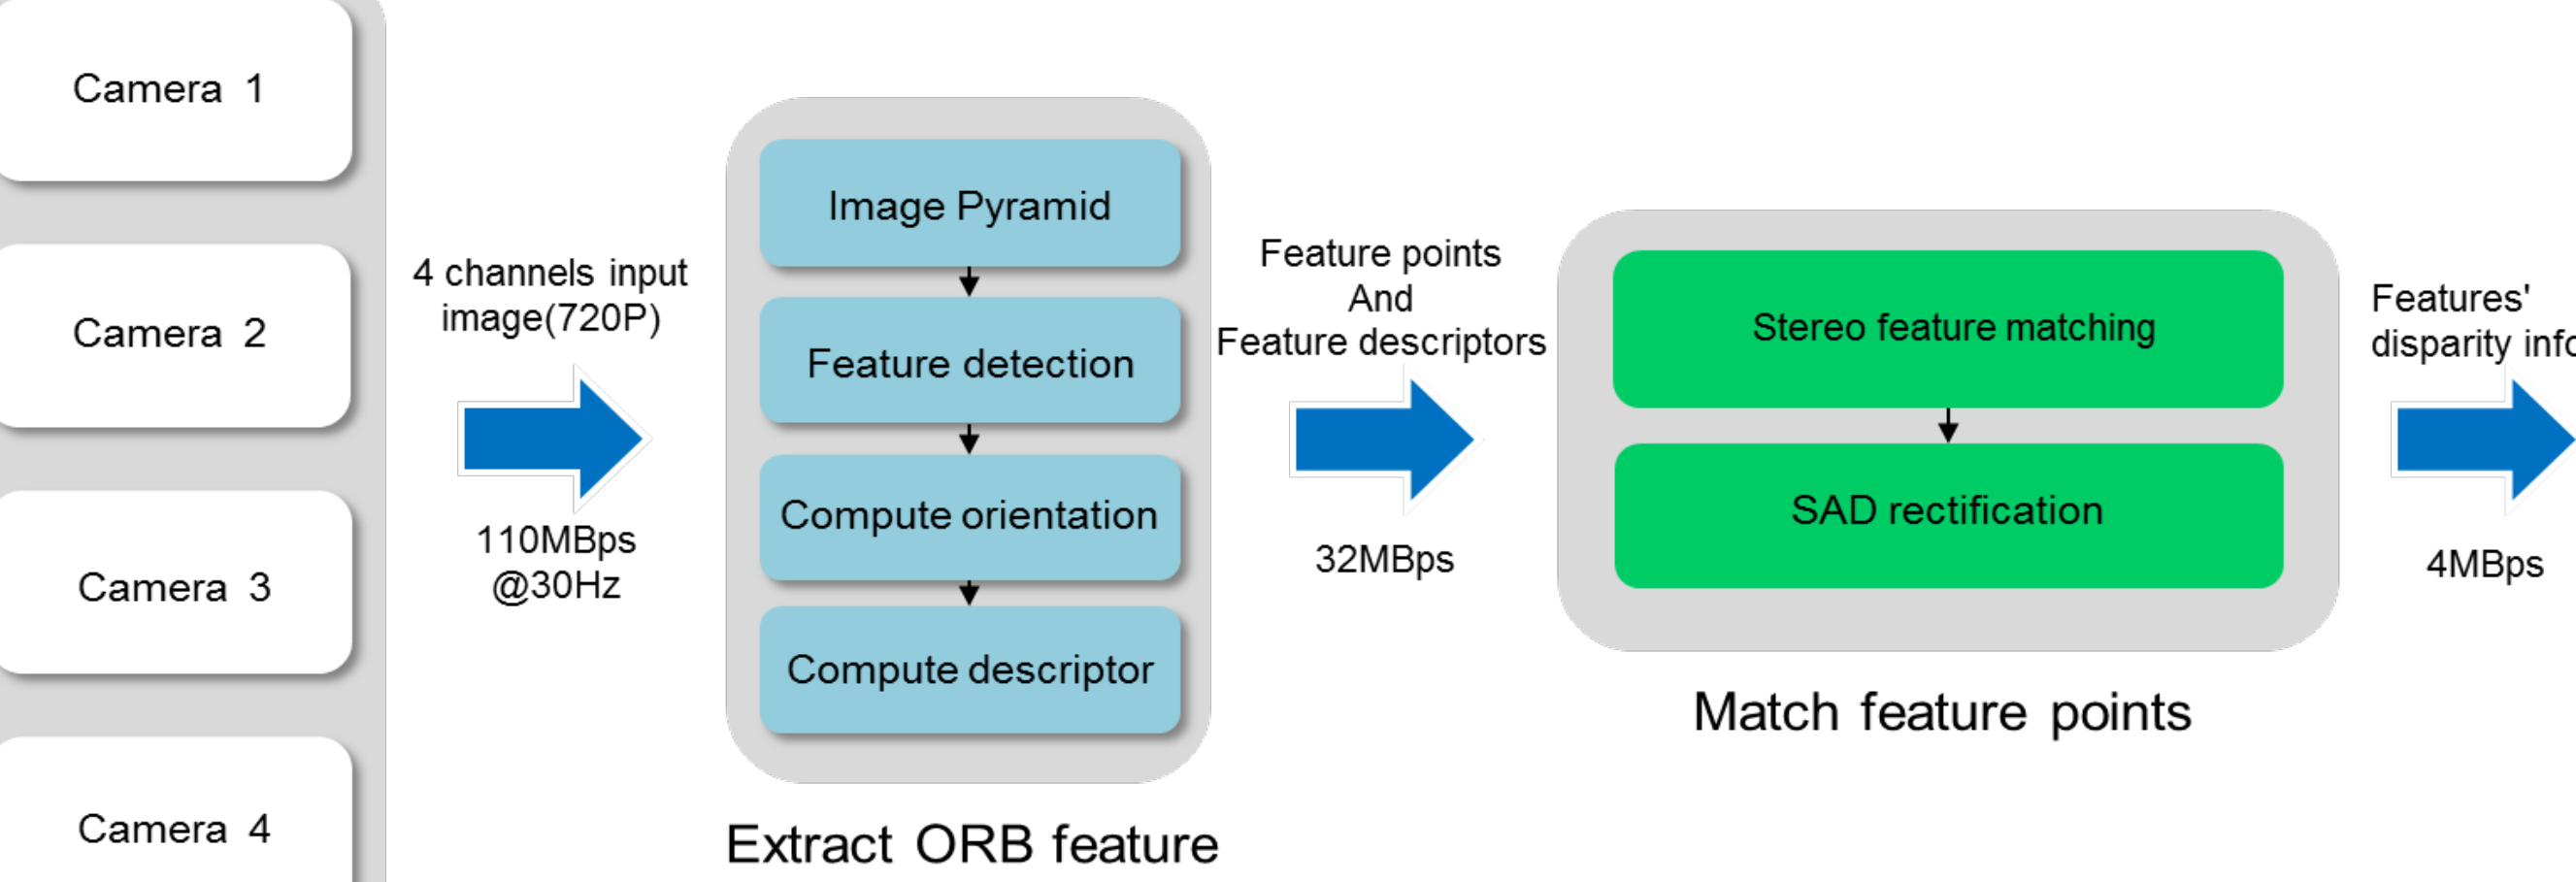 Camera 1
Camera 2
Camera 3
Camera 4
4 channels input
image(720P)
110MBps
@30Hz
Image Pyramid
Feature detection
Compute orientation
Compute descriptor
Extract ORB feature
Feature points
And
Feature descriptors
32MBps
Stereo feature matching
SAD rectification
Match feature points
Features'
disparity info
4MBps